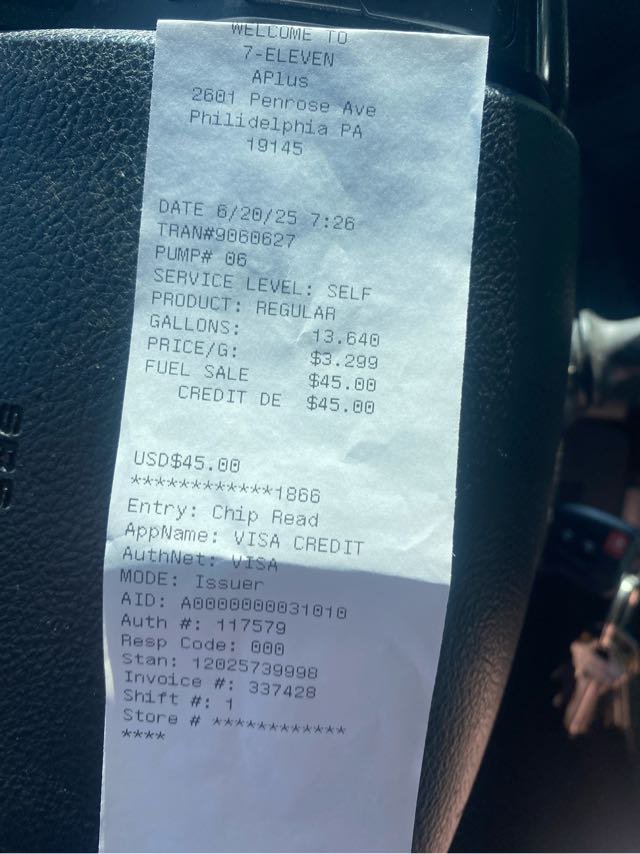 WELCOME TO
7-ELEVEN
APlus
2601 Penrose Ave
Philidelphia PA
19145
DATE 6/20/25 7:26
TRAN#9060627
PUMP# 06
SERVICE LEVEL: SELF
PRODUCT: REGULAR
GALLONS: 13.640
PRICE/G: $3.299
FUEL SALE $45.00
CREDIT DE $45.00
USD$45.00
************1866
Entry: Chip Read
AppName: VISA CREDIT
AuthNet: VISA
MODE: Issuer
AID: A0000000031010
Auth #: 117579
Resp Code: 000
Stan: 12025739998
Invoice #: 337428
Shift #: 1
Store # ************
****
SRS